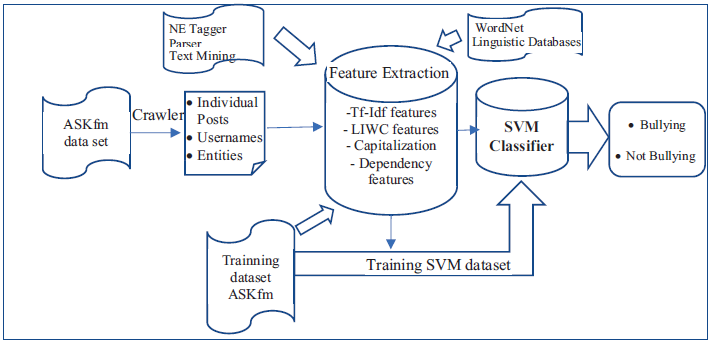 NE Tagger
Parser
Text Mining
WordNet
Linguistic Databases
Feature Extraction
-Tf-Idf features
- LIWC features
- Capitalization
- Dependency
features
ASKfm
data set
Crawler
• Individual
Posts
• Usernames
• Entities
SVM
Classifier
• Bullying
• Not Bullying
Trainning
dataset
ASKfm
Training SVM dataset